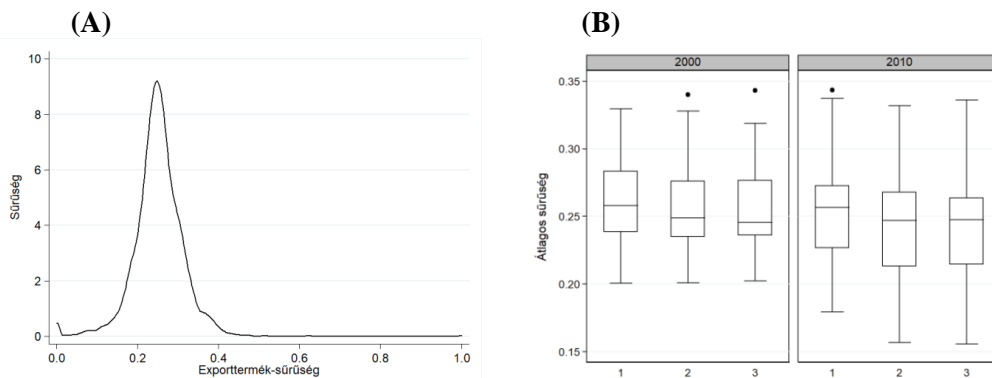 (A)
Sűrűség
10
8
6
4
2
0
0.0 0.2 0.4 0.6 0.8 1.0
Exporttermék-sűrűség
(B)
2000 2010
Átlagos sűrűség
0.35
0.30
0.25
0.20
0.15
1 2 3 1 2 3